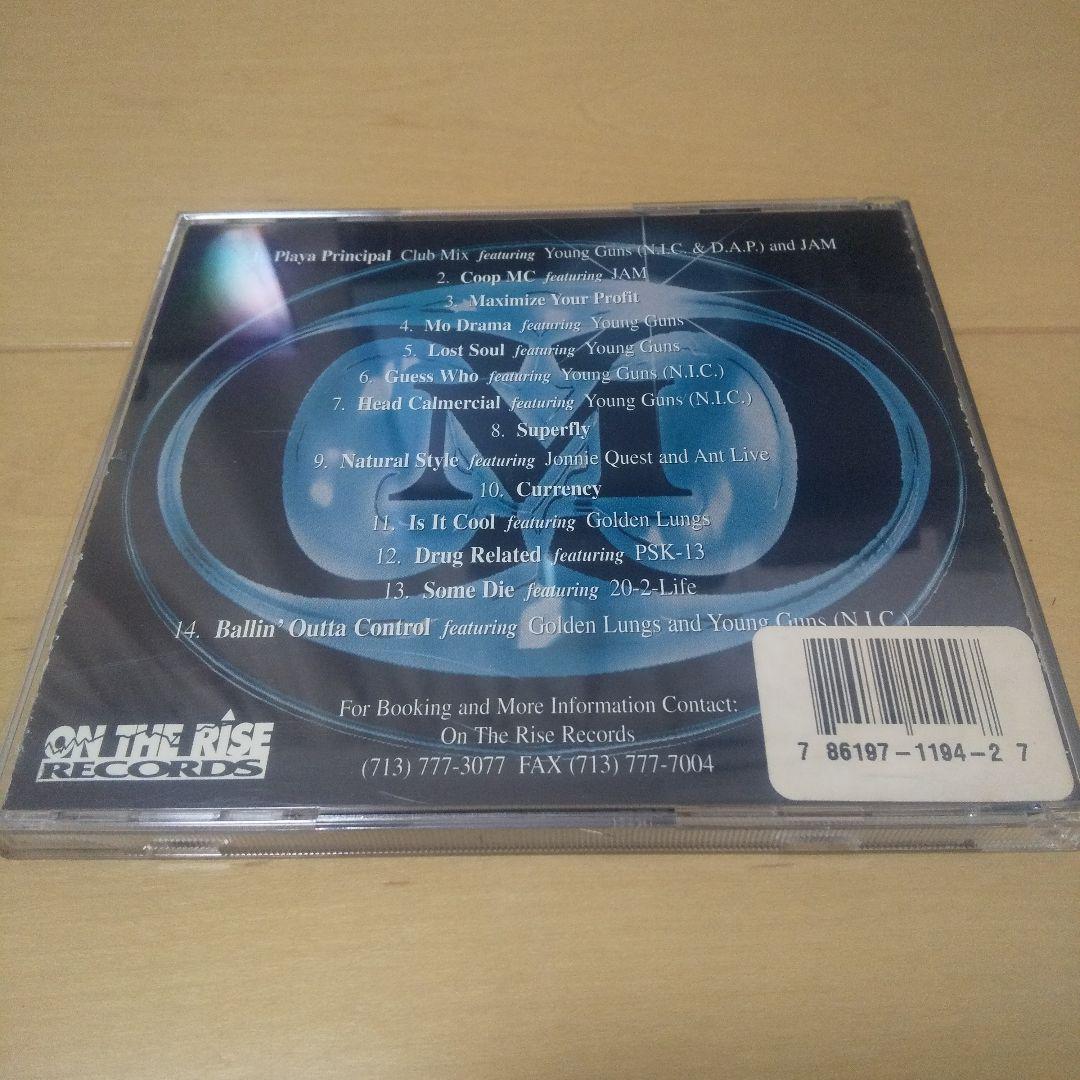 1. Playa Principal Club Mix featuring Young Guns (N.I.C. & D.A.P.) and JAM
2. Coop MC featuring JAM
3. Maximize Your Profit
4. Mo Drama featuring Young Guns
5. Lost Soul featuring Young Guns
6. Guess Who featuring Young Guns (N.I.C.)
7. Head Calmercial featuring Young Guns (N.I.C.)
8. Superfly
9. Natural Style featuring Jonnie Quest and Ant Live
10. Currency
11. Is It Cool featuring Golden Lungs
12. Drug Related featuring PSK-13
13. Some Die featuring 20-2-Life
14. Ballin' Outta Control featuring Golden Lungs and Young Guns (N.I.C.)
CMC
For Booking and More Information Contact:
On The Rise Records
(713) 777-3077 FAX (713) 777-7004
ON THE RISE
RECORDS
7 86197-1194-2 7